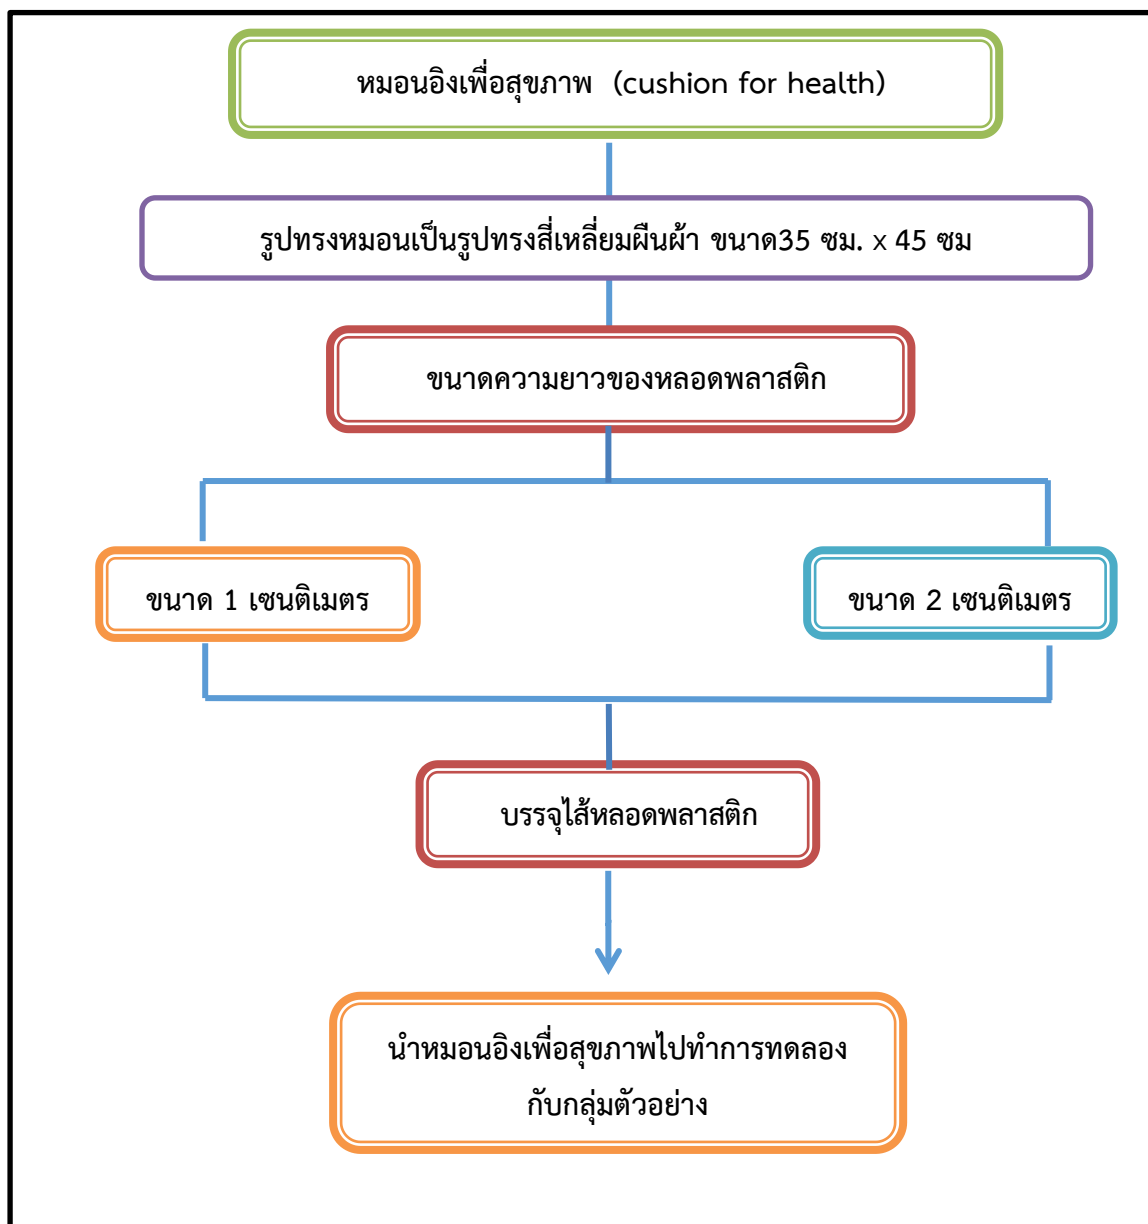 หมอนอิงเพื่อสุขภาพ (cushion for health)
รูปทรงหมอนเป็นรูปทรงสี่เหลี่ยมผืนผ้า ขนาด35 ซม. x 45 ซม
ขนาดความยาวของหลอดพลาสติก
ขนาด 1 เซนติเมตร
ขนาด 2 เซนติเมตร
บรรจุไส้หลอดพลาสติก
นำหมอนอิงเพื่อสุขภาพไปทำการทดลอง
กับกลุ่มตัวอย่าง